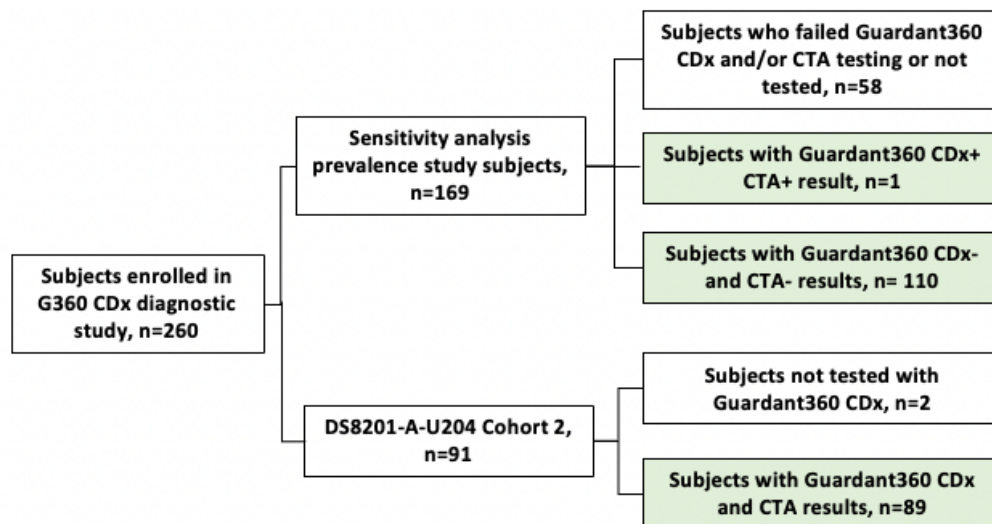 Subjects who failed Guardant360
CDx and/or CTA testing or not
tested, n=58
Sensitivity analysis
prevalence study subjects,
n=169
Subjects with Guardant360 CDx+
CTA+ result, n=1
Subjects with Guardant360 CDx-
and CTA- results, n= 110
Subjects enrolled in
G360 CDx diagnostic
study, n=260
Subjects not tested with
Guardant360 CDx, n=2
DS8201-A-U204 Cohort 2,
n=91
Subjects with Guardant360 CDx
and CTA results, n=89